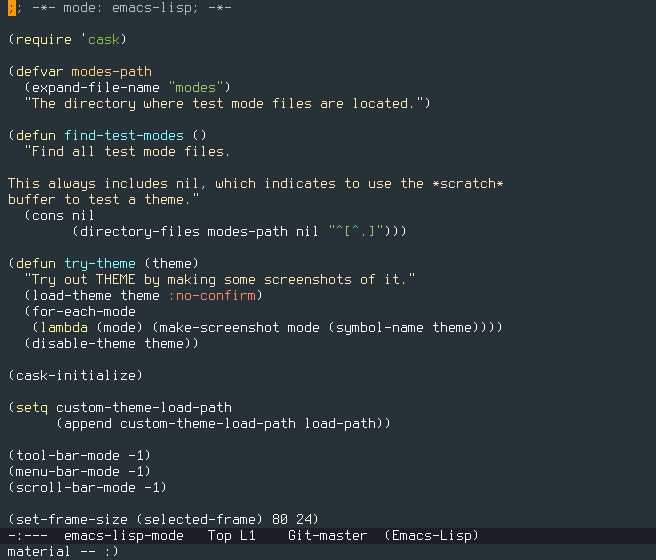 ;; -*- mode: emacs-lisp; -*-

(require 'cask)

(defvar modes-path
  (expand-file-name "modes")
  "The directory where test mode files are located.")

(defun find-test-modes ()
  "Find all test mode files.

This always includes nil, which indicates to use the *scratch*
buffer to test a theme."
  (cons nil
        (directory-files modes-path nil "^[^.]")))

(defun try-theme (theme)
  "Try out THEME by making some screenshots of it."
  (load-theme theme :no-confirm)
  (for-each-mode
   (lambda (mode) (make-screenshot mode (symbol-name theme))))
  (disable-theme theme))

(cask-initialize)

(setq custom-theme-load-path
      (append custom-theme-load-path load-path))

(tool-bar-mode -1)
(menu-bar-mode -1)
(scroll-bar-mode -1)

(set-frame-size (selected-frame) 80 24)
-:---  emacs-lisp-mode   Top L1    Git-master  (Emacs-Lisp)
material -- :)